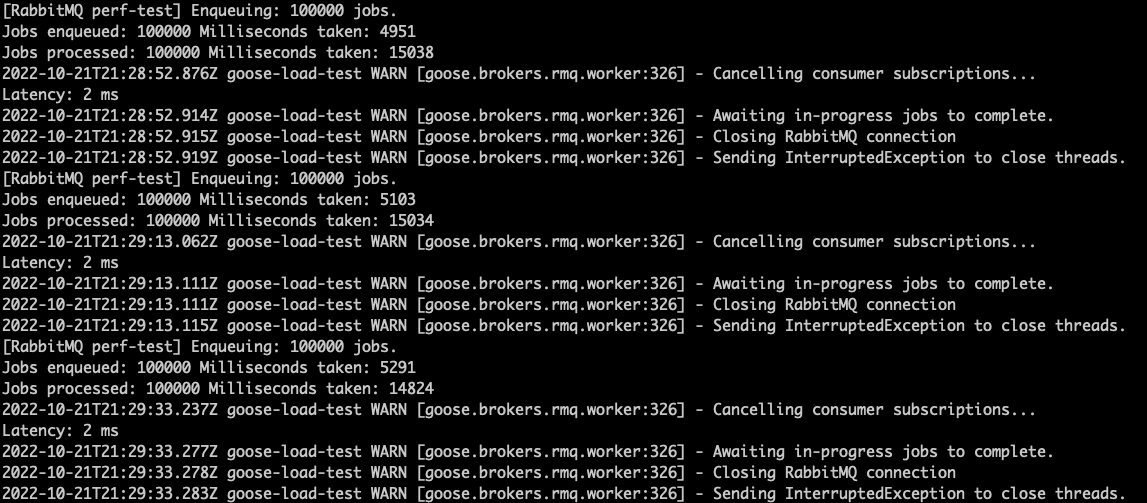 [RabbitMQ perf-test] Enqueuing: 100000 jobs.
Jobs enqueued: 100000 Milliseconds taken: 4951
Jobs processed: 100000 Milliseconds taken: 15038
2022-10-21T21:28:52.876Z goose-load-test WARN [goose.brokers.rmq.worker:326] - Cancelling consumer subscriptions...
Latency: 2 ms
2022-10-21T21:28:52.914Z goose-load-test WARN [goose.brokers.rmq.worker:326] - Awaiting in-progress jobs to complete.
2022-10-21T21:28:52.915Z goose-load-test WARN [goose.brokers.rmq.worker:326] - Closing RabbitMQ connection
2022-10-21T21:28:52.919Z goose-load-test WARN [goose.brokers.rmq.worker:326] - Sending InterruptedException to close threads.
[RabbitMQ perf-test] Enqueuing: 100000 jobs.
Jobs enqueued: 100000 Milliseconds taken: 5103
Jobs processed: 100000 Milliseconds taken: 15034
2022-10-21T21:29:13.062Z goose-load-test WARN [goose.brokers.rmq.worker:326] - Cancelling consumer subscriptions...
Latency: 2 ms
2022-10-21T21:29:13.111Z goose-load-test WARN [goose.brokers.rmq.worker:326] - Awaiting in-progress jobs to complete.
2022-10-21T21:29:13.111Z goose-load-test WARN [goose.brokers.rmq.worker:326] - Closing RabbitMQ connection
2022-10-21T21:29:13.115Z goose-load-test WARN [goose.brokers.rmq.worker:326] - Sending InterruptedException to close threads.
[RabbitMQ perf-test] Enqueuing: 100000 jobs.
Jobs enqueued: 100000 Milliseconds taken: 5291
Jobs processed: 100000 Milliseconds taken: 14824
2022-10-21T21:29:33.237Z goose-load-test WARN [goose.brokers.rmq.worker:326] - Cancelling consumer subscriptions...
Latency: 2 ms
2022-10-21T21:29:33.277Z goose-load-test WARN [goose.brokers.rmq.worker:326] - Awaiting in-progress jobs to complete.
2022-10-21T21:29:33.278Z goose-load-test WARN [goose.brokers.rmq.worker:326] - Closing RabbitMQ connection
2022-10-21T21:29:33.283Z goose-load-test WARN [goose.brokers.rmq.worker:326] - Sending InterruptedException to close threads.